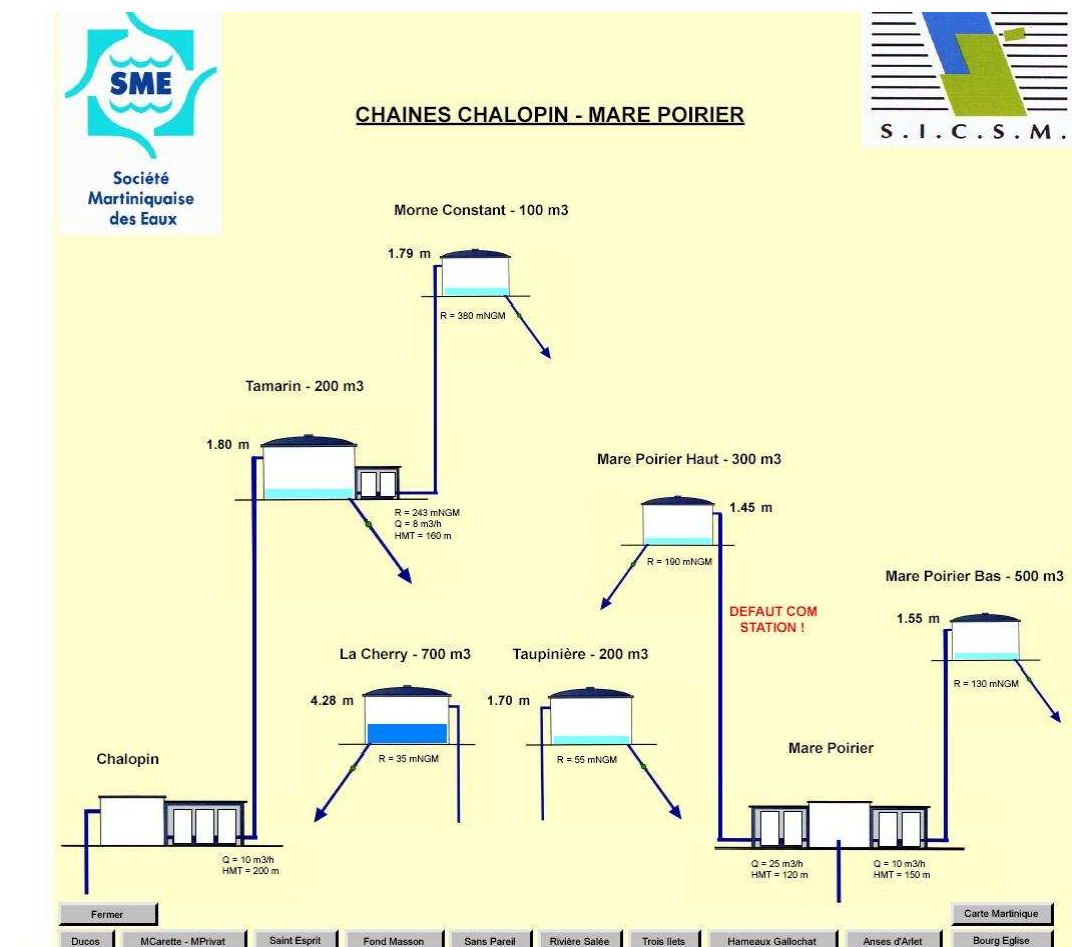 SME
Société
Martiniquaise
des Eaux
CHAINES CHALOPIN - MARE POIRIER
S.I.C.S.M.
Morne Constant - 100 m3
1.79 m
R = 380 mNGM
Tamarin - 200 m3
1.80 m
R = 243 mNGM
Q = 8 m3/h
HMT = 160 m
Mare Poirier Haut - 300 m3
1.45 m
R = 190 mNGM
DEFAUT COM
STATION !
Mare Poirier Bas - 500 m3
1.55 m
R = 130 mNGM
La Cherry - 700 m3
4.28 m
R = 35 mNGM
Taupinière - 200 m3
1.70 m
R = 55 mNGM
Chalopin
Q = 10 m3/h
HMT = 200 m
Mare Poirier
Q = 25 m3/h
HMT = 120 m
Q = 10 m3/h
HMT = 150 m
Fermer
Carte Martinique
Ducos
MCarette - MPrivat
Saint Esprit
Fond Masson
Sans Pareil
Rivière Salée
Trois Ilets
Hameaux Gallochat
Anses d'Arlet
Bourg Eglise